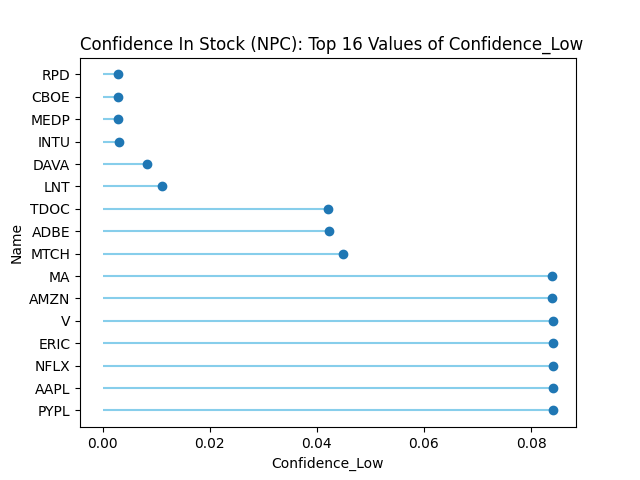 Confidence In Stock (NPC): Top 16 Values of Confidence_Low
RPD
CBOE
MEDP
INTU
DAVA
LNT
TDOC
ADBE
MTCH
MA
AMZN
V
ERIC
NFLX
AAPL
PYPL
Name
0.00 0.02 0.04 0.06 0.08
Confidence_Low